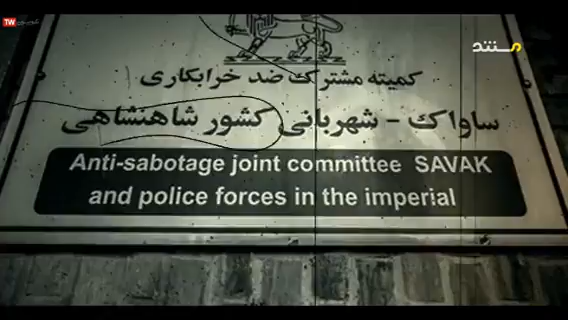 TW
مستند
کمیته مشترک ضد خرابکاری
ساواک - شهربانی کشور شاهنشاهی
Anti-sabotage joint committee SAVAK
and police forces in the imperial